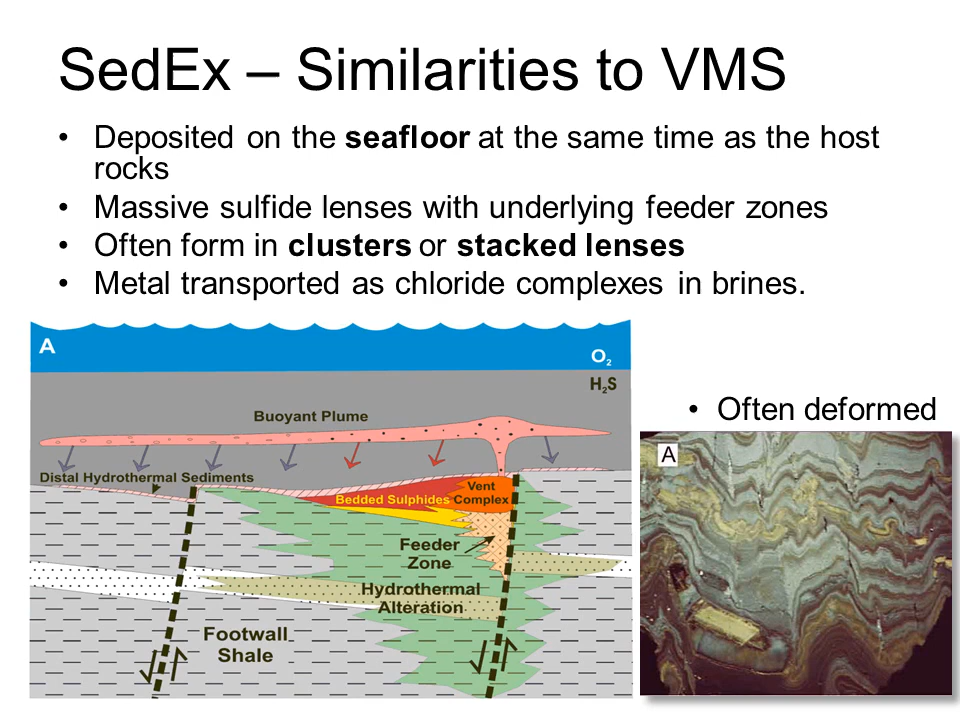 SedEx – Similarities to VMS
• Deposited on the seafloor at the same time as the host
rocks
• Massive sulfide lenses with underlying feeder zones
• Often form in clusters or stacked lenses
• Metal transported as chloride complexes in brines.
A
O₂
H₂S
Buoyant Plume
Distal Hydrothermal Sediments
Vent
Bedded Sulphides Complex
Feeder
Zone
Hydrothermal
Alteration
Footwall
Shale
• Often deformed
A